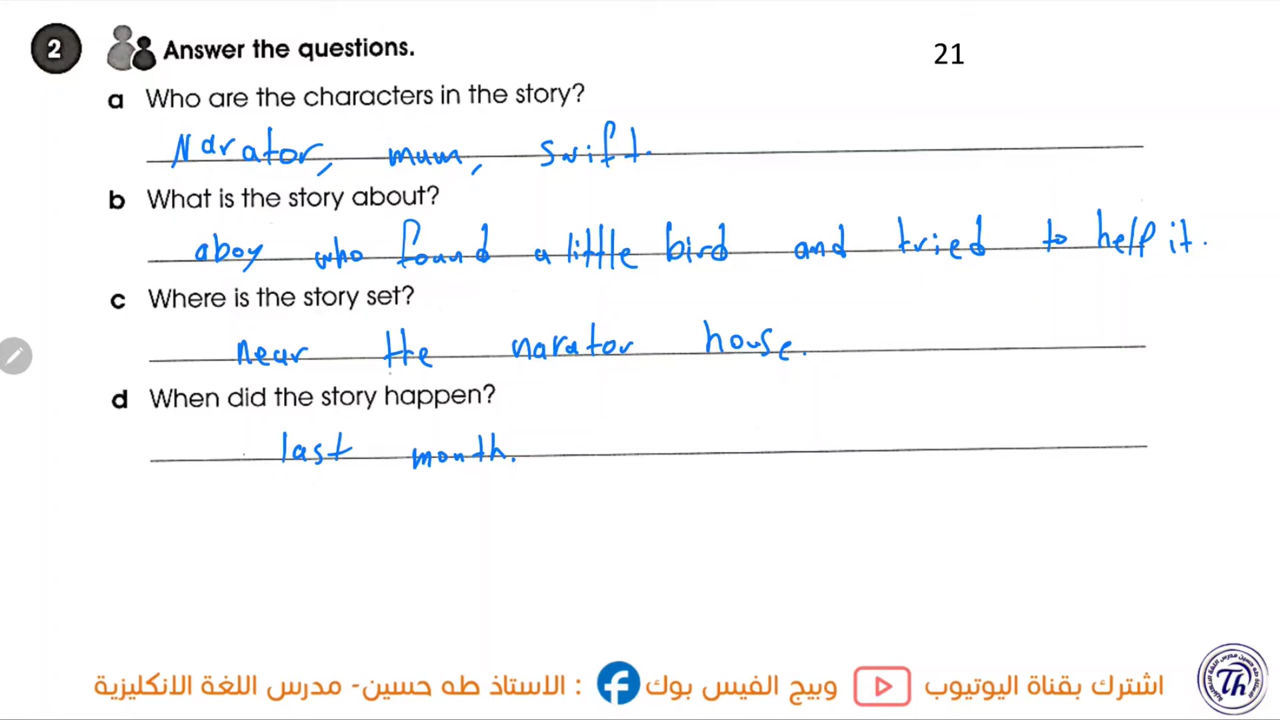 2 Answer the questions. 21
a Who are the characters in the story?
Narator, mum, swift.
b What is the story about?
aboy who found a little bird and tried to help it.
c Where is the story set?
near the narator house.
d When did the story happen?
last month.
اشترك بقناة اليوتيوب وبيج الفيس بوك : الاستاذ طه حسين- مدرس اللغة الانكليزية
Th